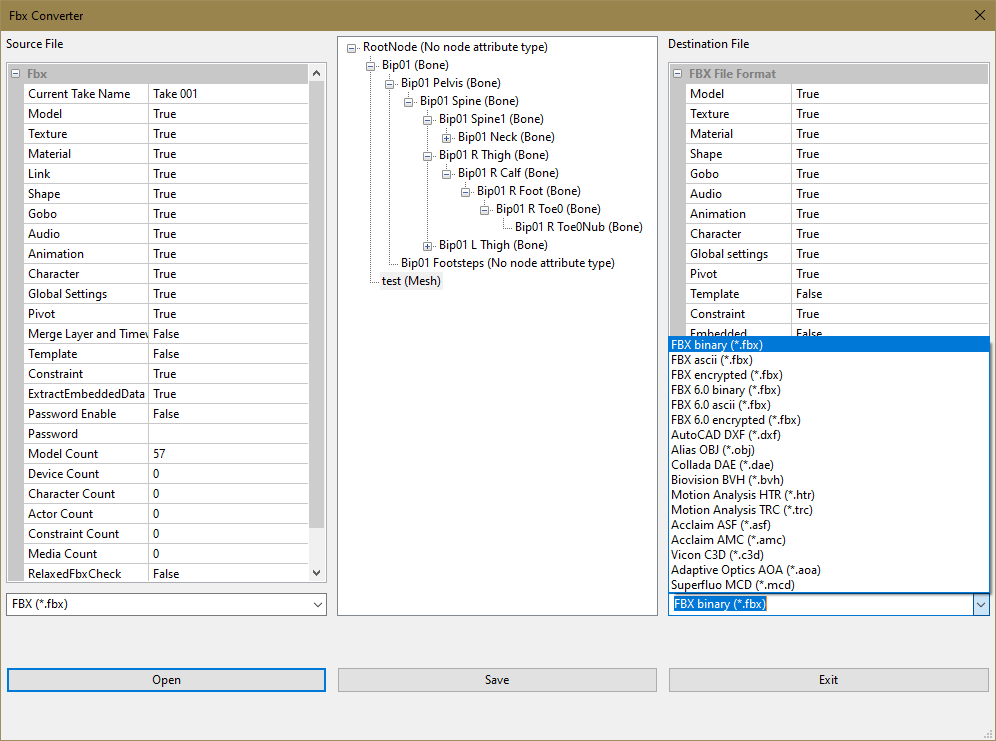 Fbx Converter
Source File
Fbx
Current Take Name Take 001
Model True
Texture True
Material True
Link True
Shape True
Gobo True
Audio True
Animation True
Character True
Global Settings True
Pivot True
Merge Layer and Timew False
Template False
Constraint True
ExtractEmbeddedData True
Password Enable False
Password
Model Count 57
Device Count 0
Character Count 0
Actor Count 0
Constraint Count 0
Media Count 0
RelaxedFbxCheck False
FBX (*.fbx)
Open
RootNode (No node attribute type)
Bip01 (Bone)
Bip01 Pelvis (Bone)
Bip01 Spine (Bone)
Bip01 Spine1 (Bone)
Bip01 Neck (Bone)
Bip01 R Thigh (Bone)
Bip01 R Calf (Bone)
Bip01 R Foot (Bone)
Bip01 R Toe0 (Bone)
Bip01 R Toe0Nub (Bone)
Bip01 L Thigh (Bone)
Bip01 Footsteps (No node attribute type)
test (Mesh)
Save
Destination File
FBX File Format
Model True
Texture True
Material True
Shape True
Gobo True
Audio True
Animation True
Character True
Global settings True
Pivot True
Template False
Constraint True
Embedded False
FBX binary (*.fbx)
FBX ascii (*.fbx)
FBX encrypted (*.fbx)
FBX 6.0 binary (*.fbx)
FBX 6.0 ascii (*.fbx)
FBX 6.0 encrypted (*.fbx)
AutoCAD DXF (*.dxf)
Alias OBJ (*.obj)
Collada DAE (*.dae)
Biovision BVH (*.bvh)
Motion Analysis HTR (*.htr)
Motion Analysis TRC (*.trc)
Acclaim ASF (*.asf)
Acclaim AMC (*.amc)
Vicon C3D (*.c3d)
Adaptive Optics AOA (*.aoa)
Superfluo MCD (*.mcd)
FBX binary (*.fbx)
Exit